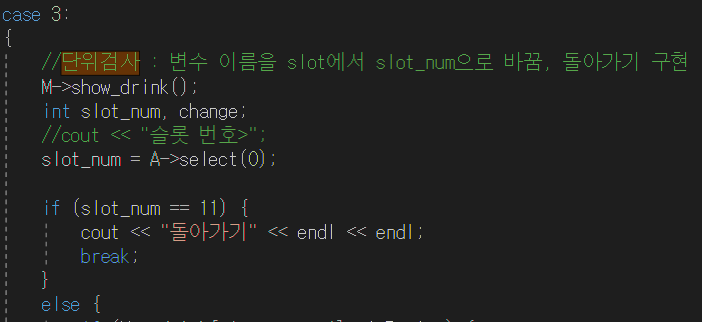 case 3:
{
//단위검사 : 변수 이름을 slot에서 slot_num으로 바꿈, 돌아가기 구현
M->show_drink();
int slot_num, change;
//cout << "슬롯 번호>";
slot_num = A->select(0);
if (slot_num == 11) {
cout << "돌아가기" << endl << endl;
break;
}
else {